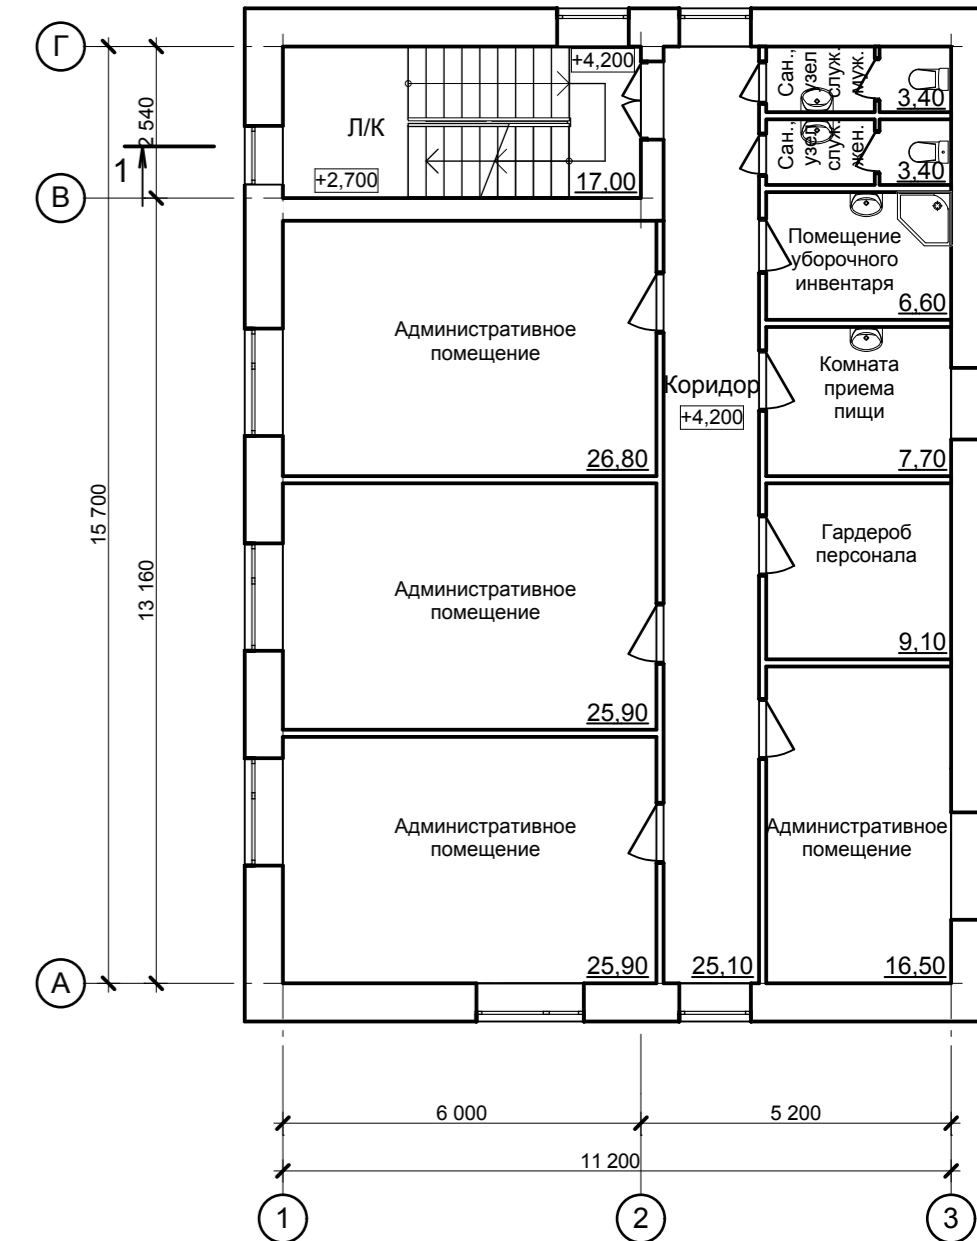 Г
В
А
15 700
2 540
13 160
1
Л/К
+4,200
+2,700
17,00
Сан.,
узел
служ.
муж.
3,40
Сан.,
узел
служ.
жен.
3,40
Помещение
уборочного
инвентаря
6,60
Административное
помещение
26,80
Коридор
+4,200
Комната
приема
пищи
7,70
Административное
помещение
25,90
Гардероб
персонала
9,10
Административное
помещение
25,90
25,10
Административное
помещение
16,50
6 000
5 200
11 200
1
2
3